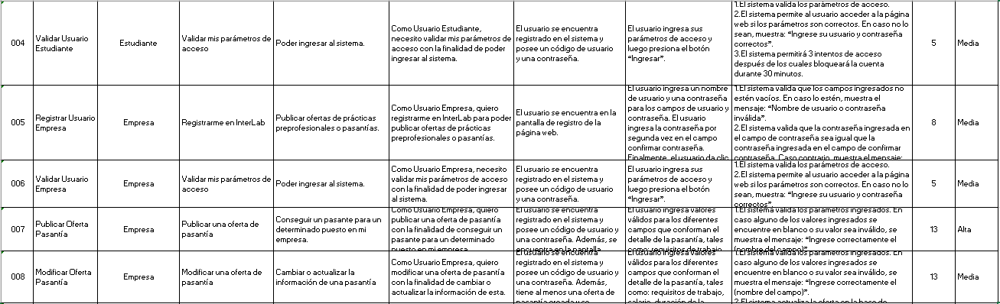 004
Validar Usuario
Estudiante
Estudiante
Validar mis parámetros de
acceso
Poder ingresar al sistema.
Como Usuario Estudiante,
necesito validar mis parámetros de
acceso con la finalidad de poder
ingresar al sistema.
El usuario se encuentra
registrado en el sistema y
posee un código de usuario
y una contraseña.
El usuario ingresa sus
parámetros de acceso y
luego presiona el botón
“Ingresar”.
1.El sistema valida los parámetros de acceso.
2.El sistema permite al usuario acceder a la página
web si los parámetros son correctos. En caso no lo
sean, muestra: “Ingrese su usuario y contraseña
correctos”.
3.El sistema permitirá 3 intentos de acceso
después de los cuales bloqueará la cuenta
durante 30 minutos.
5
Media
005
Registrar Usuario
Empresa
Empresa
Registrarme en InterLab
Publicar ofertas de prácticas
preprofesionales o pasantías.
Como Usuario Empresa, quiero
registrarme en InterLab para poder
publicar ofertas de prácticas
preprofesionales o pasantías.
El usuario se encuentra en la
pantalla de registro de la
página web.
El usuario ingresa un nombre
de usuario y una contraseña
para los campos de usuario y
contraseña. El usuario
ingresa la contraseña por
segunda vez en el campo
confirmar contraseña.
Finalmente, el usuario da clic
1.El sistema valida que los campos ingresados no
estén vacíos. En caso lo estén, muestra el
mensaje: “Nombre de usuario o contraseña
inválida”.
2.El sistema valida que la contraseña ingresada en
el campo de contraseña sea igual que la
contraseña ingresada en el campo de confirmar
contraseña. Caso contrario, muestra el mensaje:
8
Media
006
Validar Usuario
Empresa
Empresa
Validar mis parámetros de
acceso
Poder ingresar al sistema.
Como Usuario Empresa, necesito
validar mis parámetros de acceso
con la finalidad de poder ingresar
al sistema.
El usuario se encuentra
registrado en el sistema y
posee un código de usuario
y una contraseña.
El usuario ingresa sus
parámetros de acceso y
luego presiona el botón
“Ingresar”.
1.El sistema valida los parámetros de acceso.
2.El sistema permite al usuario acceder a la página
web si los parámetros son correctos. En caso no lo
sean, muestra: “Ingrese su usuario y contraseña
correctos”.
5
Media
007
Publicar Oferta
Pasantía
Empresa
Publicar una oferta de
pasantía
Conseguir un pasante para un
determinado puesto en mi
empresa.
Como Usuario Empresa, quiero
publicar una oferta de pasantía
con la finalidad de conseguir un
pasante para un determinado
puesto en mi empresa.
El usuario se encuentra
registrado en el sistema y
posee un código de usuario y
una contraseña. Además, se
encuentra en la pantalla
El usuario ingresa valores
válidos para los diferentes
campos que conforman el
detalle de la pasantía, tales
como: requisitos de trabajo,
1.El sistema valida los parámetros ingresados. En
caso alguno de los valores ingresados se
encuentre en blanco o su valor sea inválido, se
muestra el mensaje: “Ingrese correctamente el
(nombre del campo)”.
13
Alta
008
Modificar Oferta
Pasantía
Empresa
Modificar una oferta de
pasantía
Cambiar o actualizar la
información de una pasantía
Como Usuario Empresa, quiero
modificar una oferta de pasantía
con la finalidad de cambiar o
actualizar la información de esta.
El usuario se encuentra
registrado en el sistema y
posee un código de usuario y
una contraseña. Además,
tiene al menos una oferta de
pasantía creada y se
El usuario ingresa valores
válidos para los diferentes
campos que conforman el
detalle de la pasantía, tales
como: requisitos de trabajo,
salario, duración de la
1.El sistema valida los parámetros ingresados. En
caso alguno de los valores ingresados se
encuentre en blanco o su valor sea inválido, se
muestra el mensaje: “Ingrese correctamente el
(nombre del campo)”.
2.El sistema actualiza la oferta en la base de
13
Media